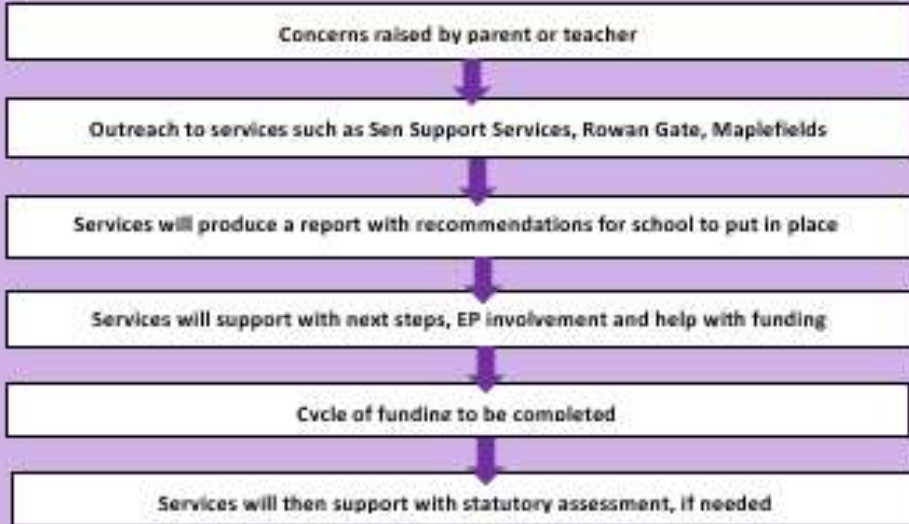 Concerns raised by parent or teacher
Outreach to services such as Sen Support Services, Rowan Gate, Maplefields
Services will produce a report with recommendations for school to put in place
Services will support with next steps, EP involvement and help with funding
Cycle of funding to be completed
Services will then support with statutory assessment, if needed